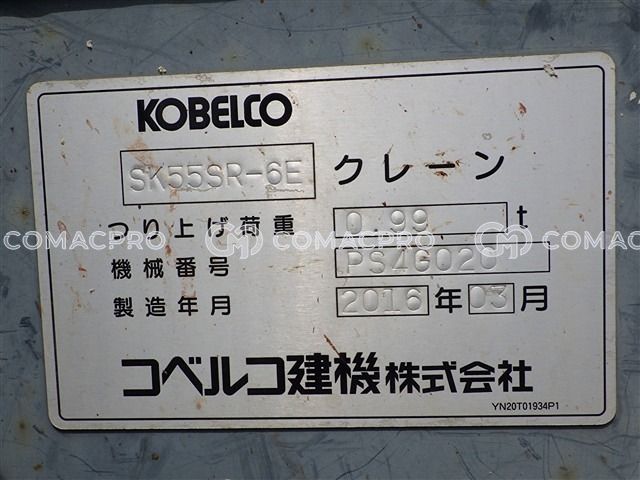 KOBELCO
SK55SR-6E クレーン
つり上げ荷重 0.99 t
COMACPRO CM COMACPRO CM COMACPRO
機械番号 PS4G020
製造年月 2016年03月
コベルコ建機株式会社
YN20T01934P1